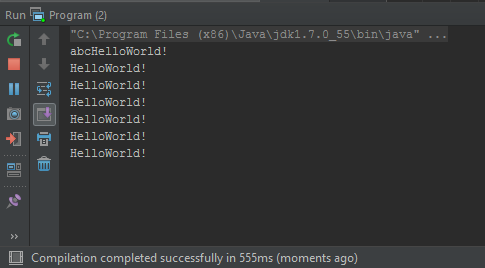 Run Program (2)
"C:\Program Files (x86)\Java\jdk1.7.0_55\bin\java" ...
abcHelloWorld!
HelloWorld!
HelloWorld!
HelloWorld!
HelloWorld!
HelloWorld!
HelloWorld!
Compilation completed successfully in 555ms (moments ago)